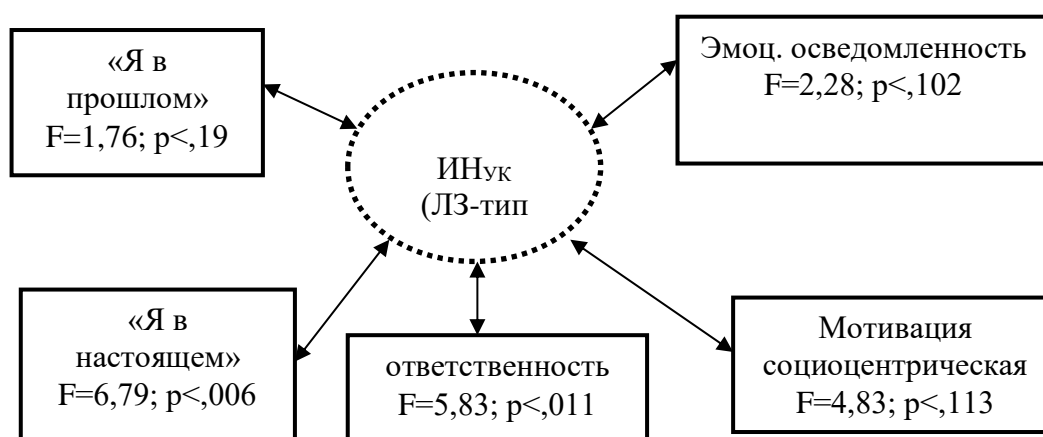 «Я в
прошлом»
F=1,76; p<,19
Эмоц. осведомленность
F=2,28; p<,102
ИНУК
(ЛЗ-тип
«Я в
настоящем»
F=6,79; p<,006
ответственность
F=5,83; p<,011
Мотивация
социоцентрическая
F=4,83; p<,113